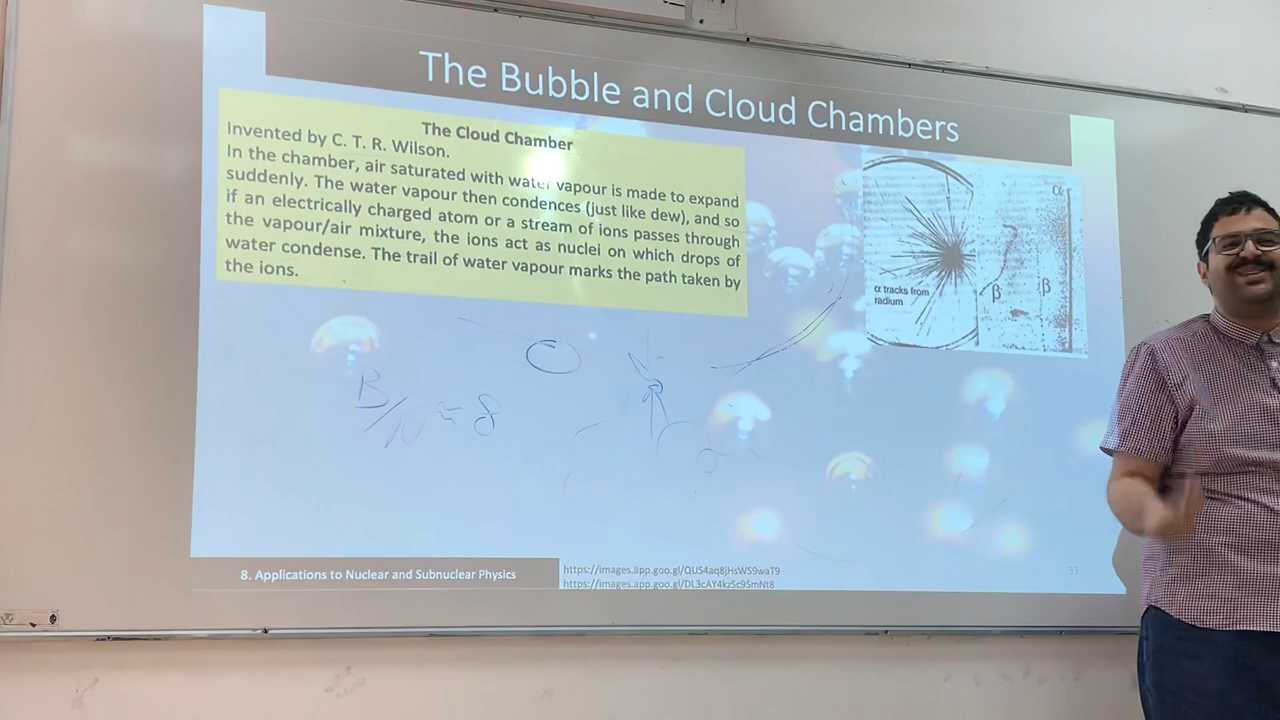 The Bubble and Cloud Chambers
The Cloud Chamber
Invented by C. T. R. Wilson.
In the chamber, air saturated with water vapour is made to expand
suddenly. The water vapour then condences (just like dew), and so
if an electrically charged atom or a stream of ions passes through
the vapour/air mixture, the ions act as nuclei on which drops of
water condense. The trail of water vapour marks the path taken by
the ions.
α
β
β
α tracks from
radium
B/N ≈ 8
8. Applications to Nuclear and Subnuclear Physics
https://images.app.goo.gl/QUS4aq8jHsWS9waT9
https://images.app.goo.gl/DL3cAY4kzSc9SmNt8
33